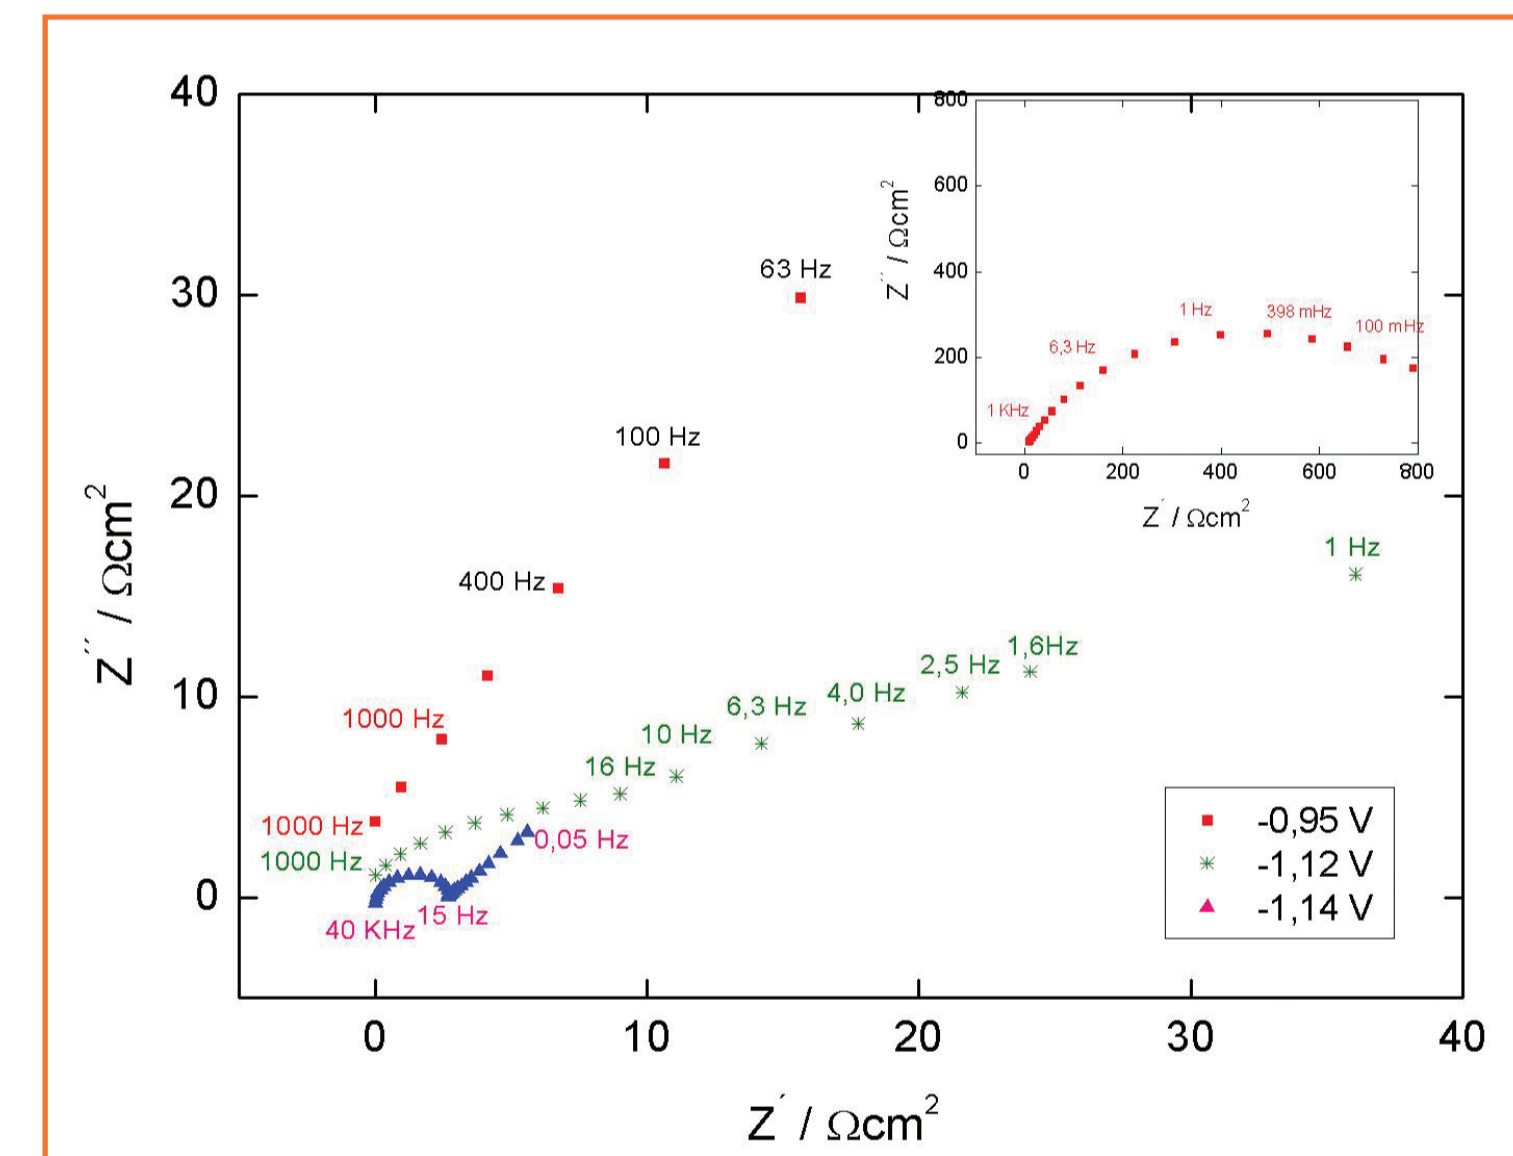 40
30
20
10
0
Z´´ / Ωcm²
0
10
20
30
40
Z´ / Ωcm²
63 Hz
100 Hz
400 Hz
1000 Hz
1000 Hz
1000 Hz
16 Hz
10 Hz
6,3 Hz
4,0 Hz
2,5 Hz
1,6Hz
1 Hz
0,05 Hz
15 Hz
40 KHz
800
600
400
200
0
Z´´ / Ωcm²
1 KHz
6,3 Hz
1 Hz
398 mHz
100 mHz
0
200
400
600
800
Z´ / Ωcm²
-0,95 V
-1,12 V
-1,14 V